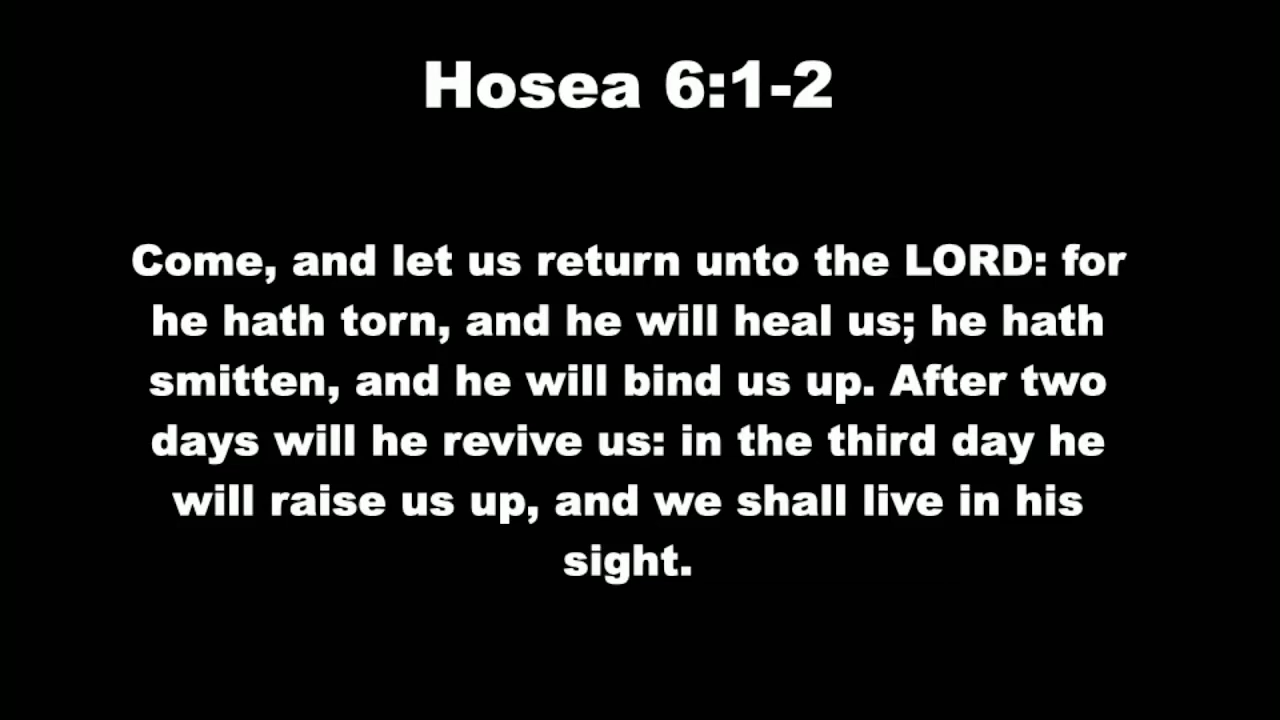 Hosea 6:1-2
Come, and let us return unto the LORD: for
he hath torn, and he will heal us; he hath
smitten, and he will bind us up. After two
days will he revive us: in the third day he
will raise us up, and we shall live in his
sight.